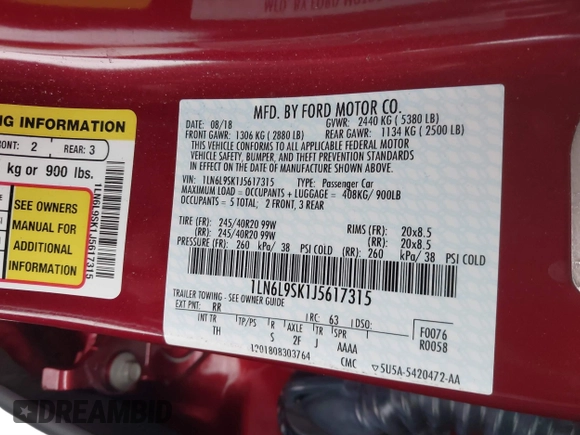 MFD. BY FORD MOTOR CO.
DATE: 08/18 GVWR: 2440 KG ( 5380 LB)
FRONT GAWR: 1306 KG ( 2880 LB) REAR GAWR: 1134 KG ( 2500 LB)
THIS VEHICLE CONFORMS TO ALL APPLICABLE FEDERAL MOTOR
VEHICLE SAFETY, BUMPER, AND THEFT PREVENTION STANDARDS
IN EFFECT ON THE DATE OF MANUFACTURE SHOWN ABOVE.
VIN: 1LN6L9SK1J5617315 TYPE: Passenger Car
MAXIMUM LOAD = OCCUPANTS + LUGGAGE = 408KG/ 900LB
OCCUPANTS = 5 TOTAL; 2 FRONT, 3 REAR
TIRE (FR): 245/40R20 99W RIMS (FR): 20x8.5
(RR): 245/40R20 99W (RR): 20x8.5
PRESSURE (FR): 260 kPa/ 38 PSI COLD (RR): 260 kPa/ 38 PSI COLD
1LN6L9SK1J5617315
TRAILER TOWING - SEE OWNER GUIDE
EXT PNT: RR RC: 63 DSO: F0076
INT TR TP/PS R AXLE TR SPR R0058
TH S 2F J AAAA
1201808303764 CMC 5U5A-5420472-AA
NG INFORMATION
RONT: 2 REAR: 3
kg or 900 lbs.
SEE OWNERS
MANUAL FOR
ADDITIONAL
INFORMATION
1LN6L9SK1J5617315
DREAMBID